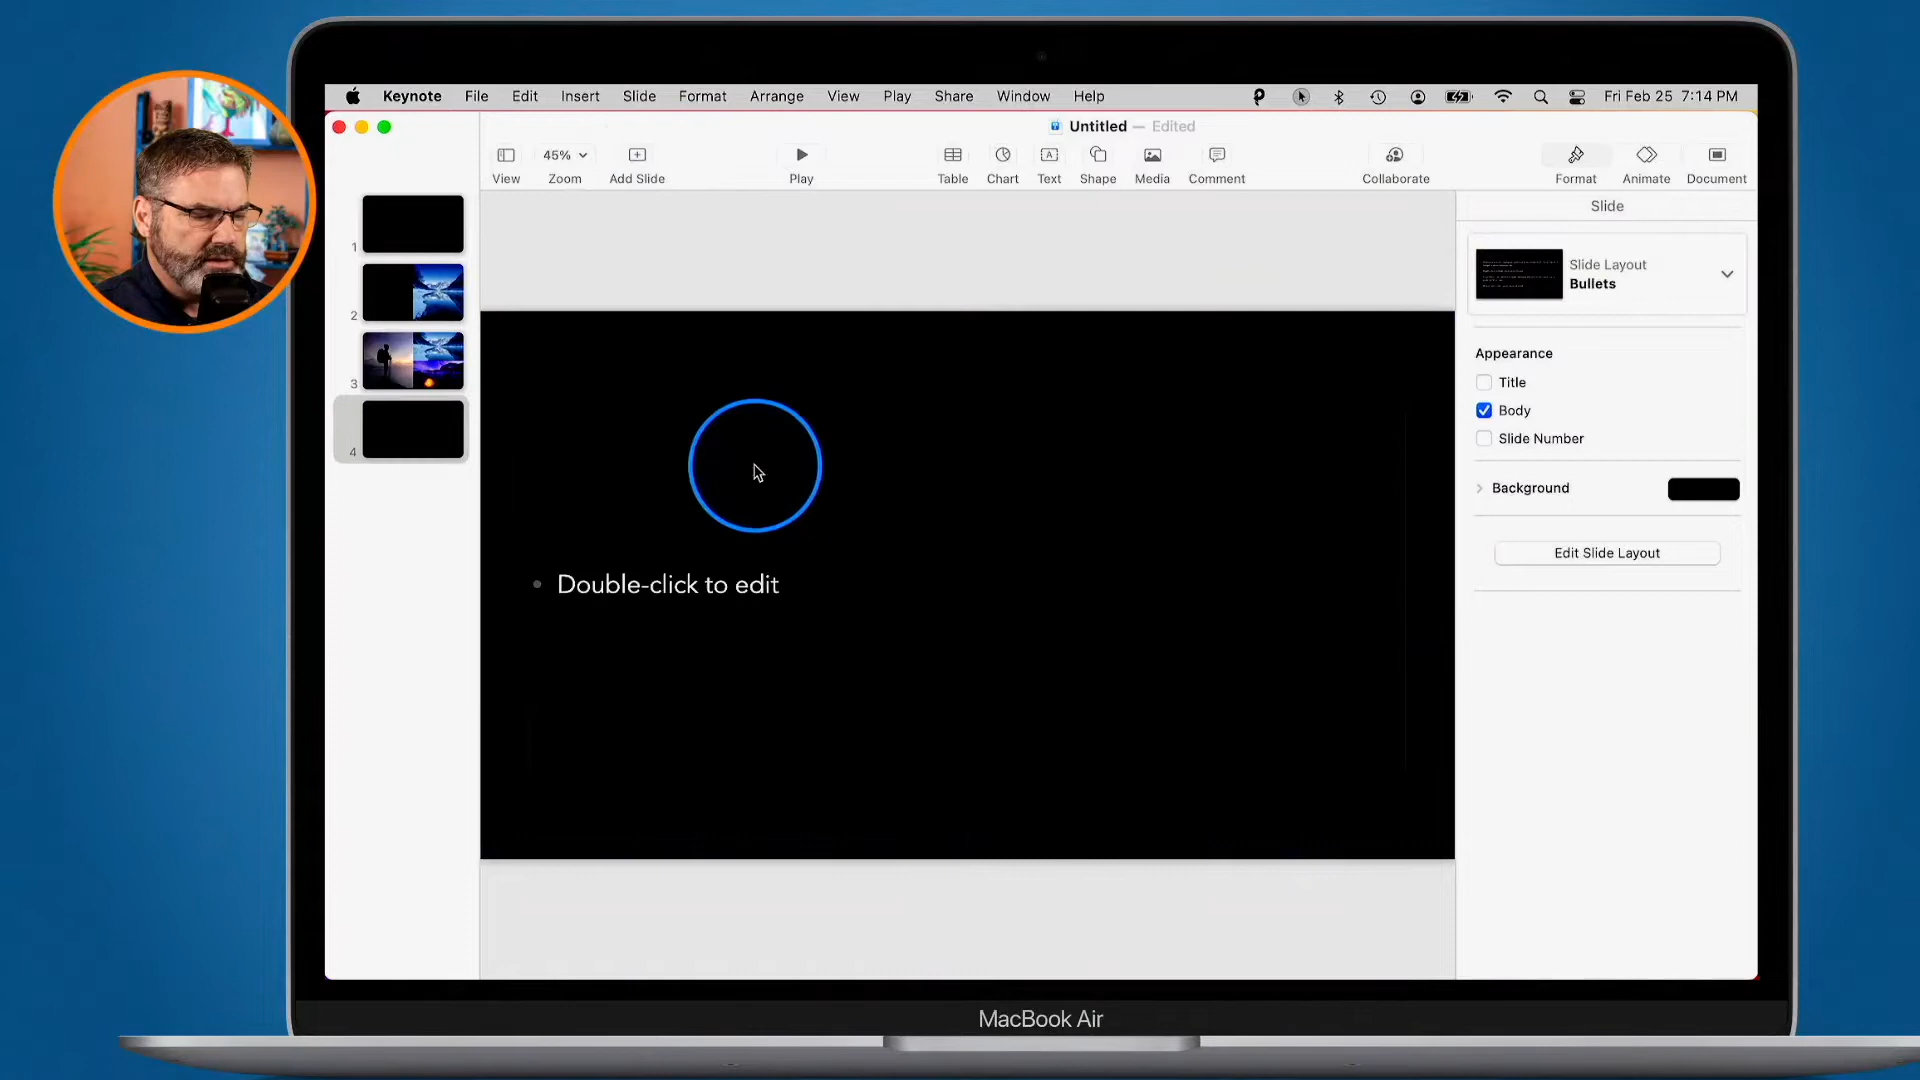 Keynote File Edit Insert Slide Format Arrange View Play Share Window Help Fri Feb 25 7:14 PM
Untitled — Edited
45%
View Zoom Add Slide Play Table Chart Text Shape Media Comment Collaborate Format Animate Document
Slide
1
2
3
4
Slide Layout
Bullets
Appearance
Title
Body
Slide Number
Background
Edit Slide Layout
• Double-click to edit
MacBook Air